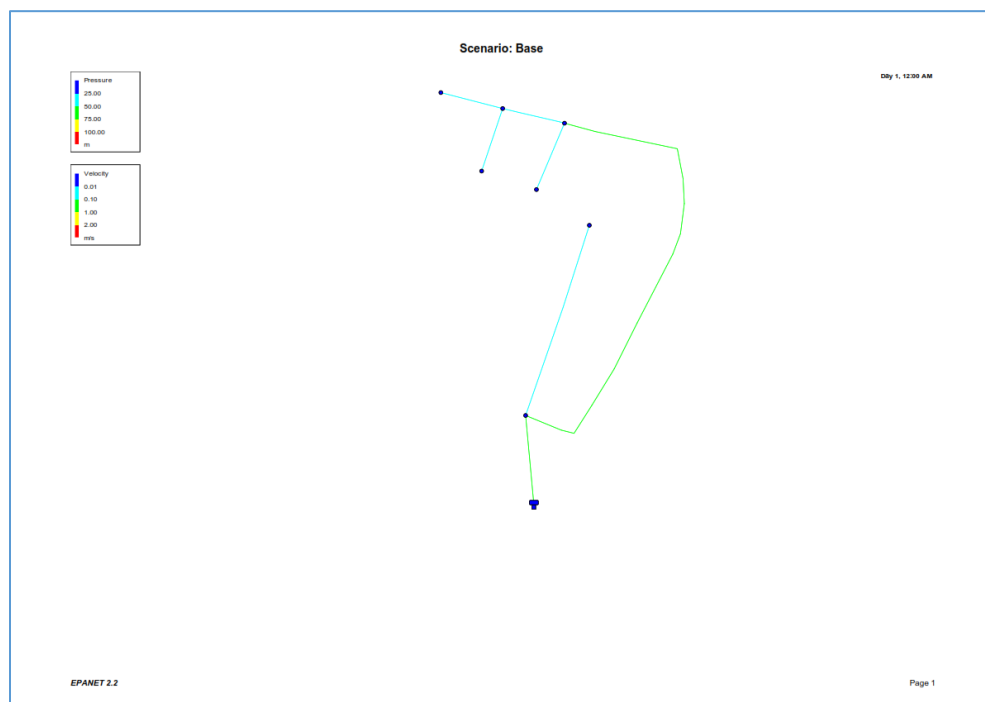 Scenario: Base
Day 1, 12:00 AM
Pressure
25.00
50.00
75.00
100.00
m
Velocity
0.01
0.10
1.00
2.00
m/s
EPANET 2.2
Page 1